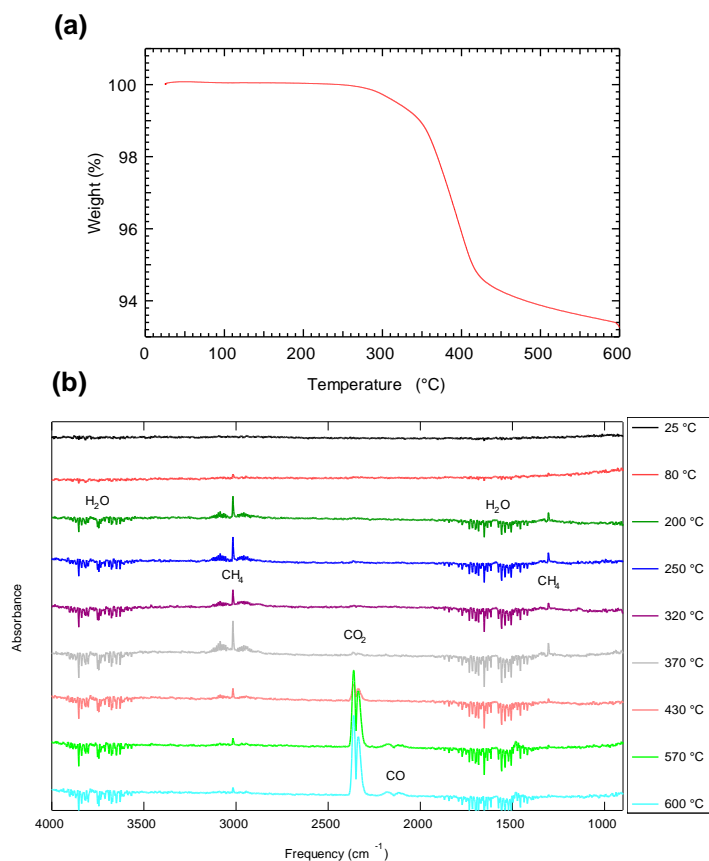 (a)
100
98
96
94
Weight (%)
0 100 200 300 400 500 600
Temperature (°C)
(b)
H₂O
CH₄
CO₂
CO
H₂O
CH₄
Absorbance
4000 3000 2500 2000 1500 1000
3500
Frequency (cm ⁻¹)
25 °C
80 °C
200 °C
250 °C
320 °C
370 °C
430 °C
570 °C
600 °C